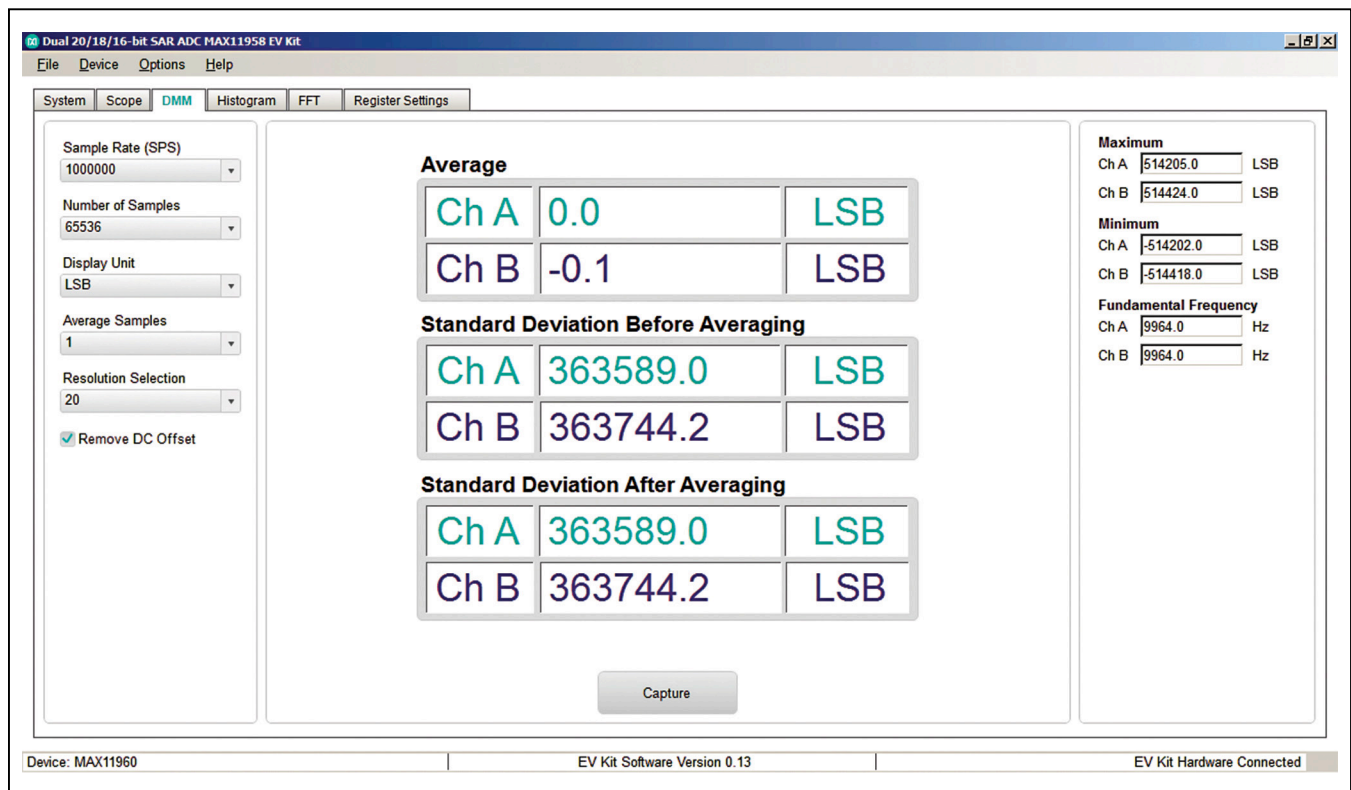 Dual 20/18/16-bit SAR ADC MAX11958 EV Kit
File Device Options Help
System Scope DMM Histogram FFT Register Settings
Sample Rate (SPS)
1000000
Number of Samples
65536
Display Unit
LSB
Average Samples
1
Resolution Selection
20
Remove DC Offset
Average
Ch A 0.0 LSB
Ch B -0.1 LSB
Standard Deviation Before Averaging
Ch A 363589.0 LSB
Ch B 363744.2 LSB
Standard Deviation After Averaging
Ch A 363589.0 LSB
Ch B 363744.2 LSB
Capture
Maximum
Ch A 514205.0 LSB
Ch B 514424.0 LSB
Minimum
Ch A -514202.0 LSB
Ch B -514418.0 LSB
Fundamental Frequency
Ch A 9964.0 Hz
Ch B 9964.0 Hz
Device: MAX11960 EV Kit Software Version 0.13 EV Kit Hardware Connected